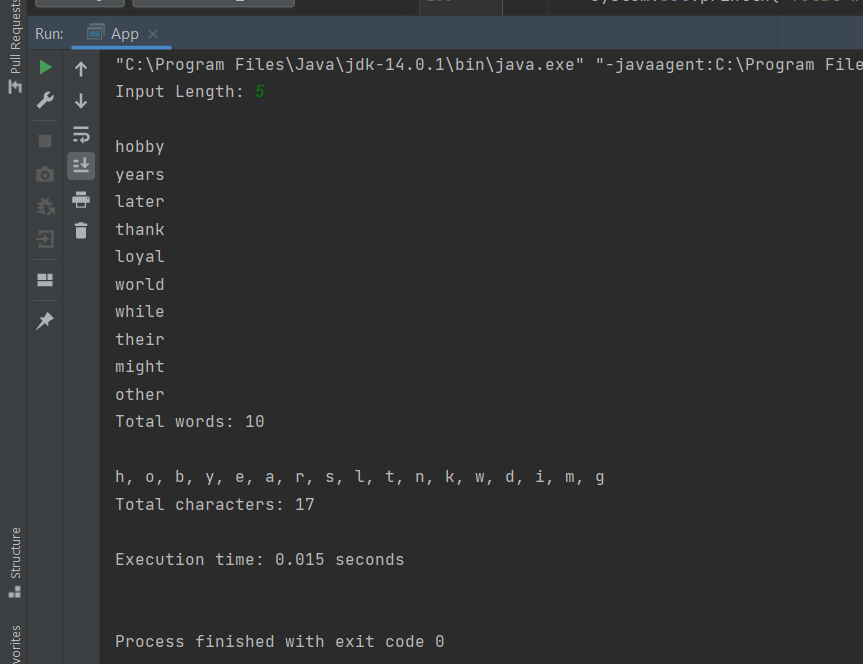 Pull Requests
Run: App
"C:\Program Files\Java\jdk-14.0.1\bin\java.exe" "-javaagent:C:\Program File
Input Length: 5
hobby
years
later
thank
loyal
world
while
their
might
other
Total words: 10
h, o, b, y, e, a, r, s, l, t, n, k, w, d, i, m, g
Total characters: 17
Execution time: 0.015 seconds
Process finished with exit code 0
Structure
vorites